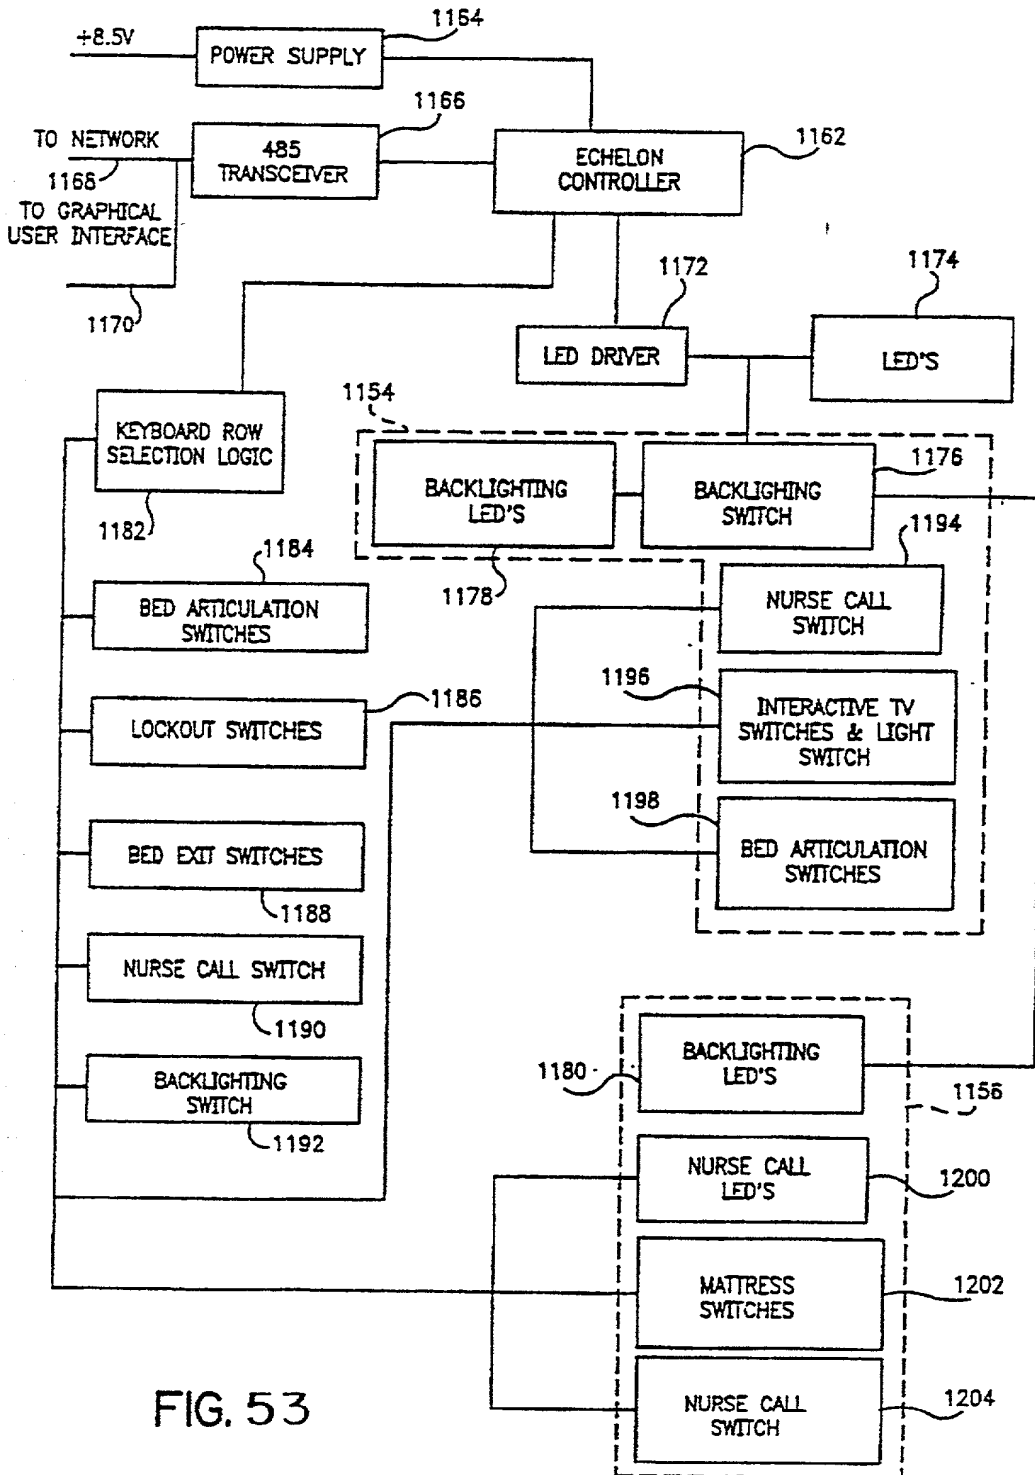 1164
+8.5V
POWER SUPPLY
1166
TO NETWORK
485
TRANSCEIVER
1162
ECHELON
CONTROLLER
1168
TO GRAPHICAL
USER INTERFACE
1170
1172
1174
LED DRIVER
LED'S
1154
KEYBOARD ROW
SELECTION LOGIC
1182
BACKLIGHTING
LED'S
1178
BACKLIGHING
SWITCH
1176
1194
1184
BED ARTICULATION
SWITCHES
NURSE CALL
SWITCH
1186
LOCKOUT SWITCHES
1196
INTERACTIVE TV
SWITCHES & LIGHT
SWITCH
1198
BED EXIT SWITCHES
1188
BED ARTICULATION
SWITCHES
NURSE CALL SWITCH
1190
BACKLIGHTING
SWITCH
1192
1180
BACKLIGHTING
LED'S
1156
NURSE CALL
LED'S
1200
MATTRESS
SWITCHES
1202
NURSE CALL
SWITCH
1204
FIG. 53